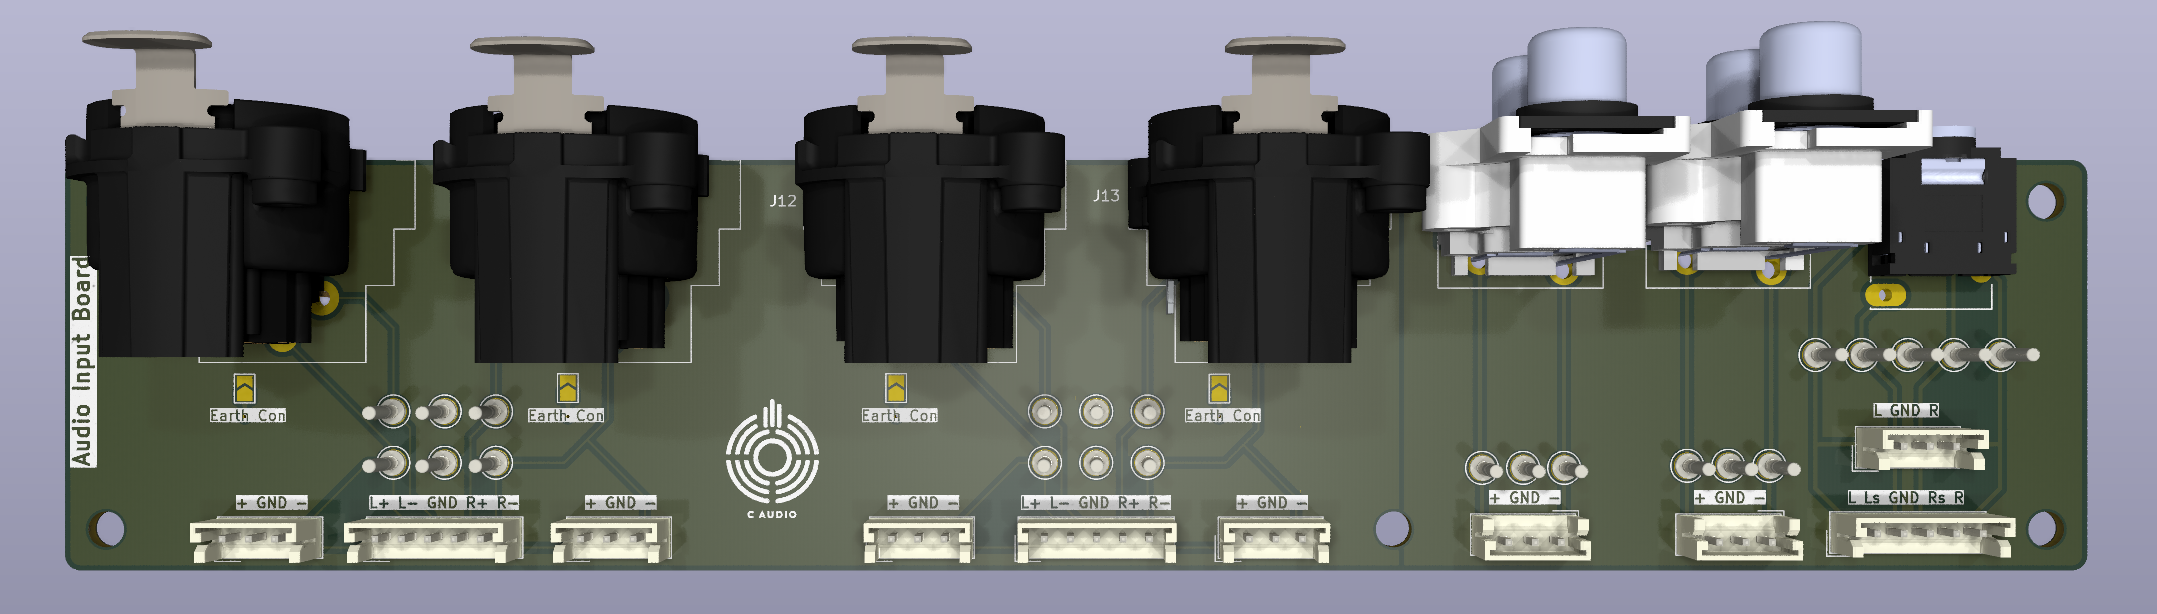 J12
J13
Audio Input Board
Earth Con
Earth Con
Earth Con
Earth Con
L GND R
C AUDIO
+ GND -
L+ L- GND R+ R-
+ GND -
+ GND -
L+ L- GND R+ R-
+ GND -
+ GND -
+ GND -
L Ls GND Rs R